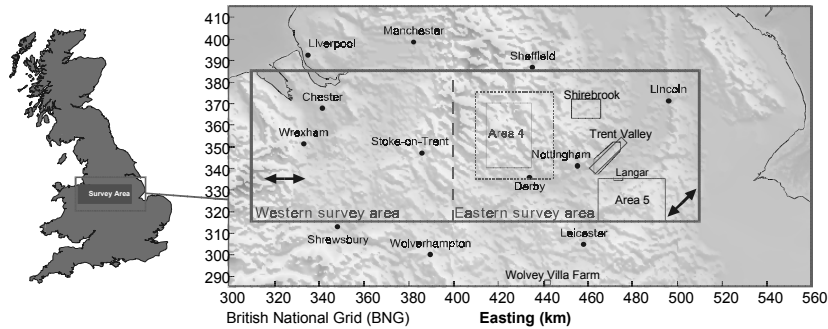 410
400
390
380
370
360
350
340
330
320
310
300
290
Manchester
Liverpool
Sheffield
Chester
Shirebrook
Lincoln
Wrexham
Stoke-on-Trent
Area 4
Trent Valley
Nottingham
Derby
Langar
Area 5
Survey Area
Western survey area
Eastern survey area
Shrewsbury
Wolverhampton
Leicester
Wolvey Villa Farm
300 320 340 360 380 400 420 440 460 480 500 520 540 560
British National Grid (BNG)
Easting (km)